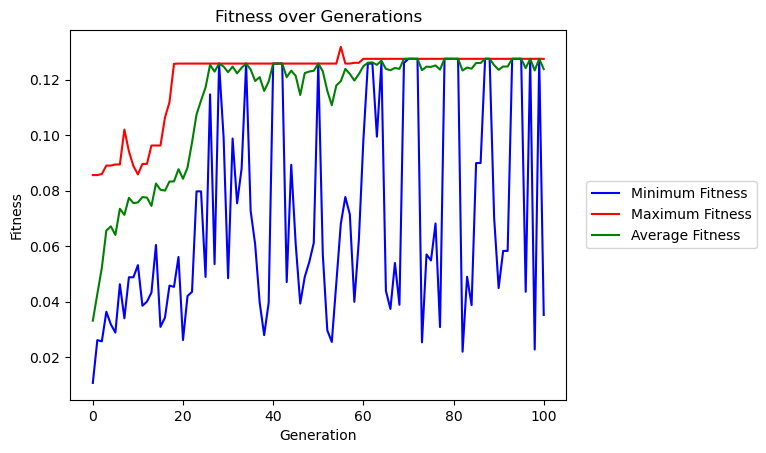 Fitness over Generations
Fitness
0.12
0.10
0.08
0.06
0.04
0.02
0
20
40
60
80
100
Generation
Minimum Fitness
Maximum Fitness
Average Fitness